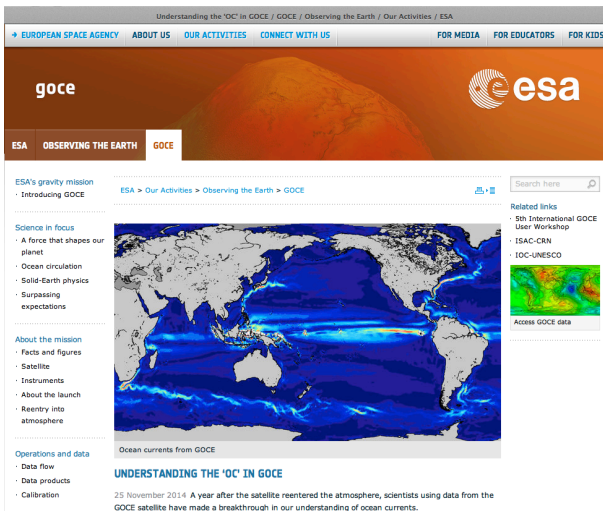 Understanding the 'OC' in GOCE / GOCE / Observing the Earth / Our Activities / ESA
→ EUROPEAN SPACE AGENCY ABOUT US OUR ACTIVITIES CONNECT WITH US FOR MEDIA FOR EDUCATORS FOR KIDS
goce
esa
ESA OBSERVING THE EARTH GOCE
ESA's gravity mission
· Introducing GOCE
Science in focus
· A force that shapes our
planet
· Ocean circulation
· Solid-Earth physics
· Surpassing
expectations
About the mission
· Facts and figures
· Satellite
· Instruments
· About the launch
· Reentry into
atmosphere
Operations and data
· Data flow
· Data products
· Calibration
ESA > Our Activities > Observing the Earth > GOCE
Ocean currents from GOCE
UNDERSTANDING THE 'OC' IN GOCE
25 November 2014 A year after the satellite reentered the atmosphere, scientists using data from the
GOCE satellite have made a breakthrough in our understanding of ocean currents.
Search here
Related links
· 5th International GOCE
User Workshop
· ISAC-CRN
· IOC-UNESCO
Access GOCE data